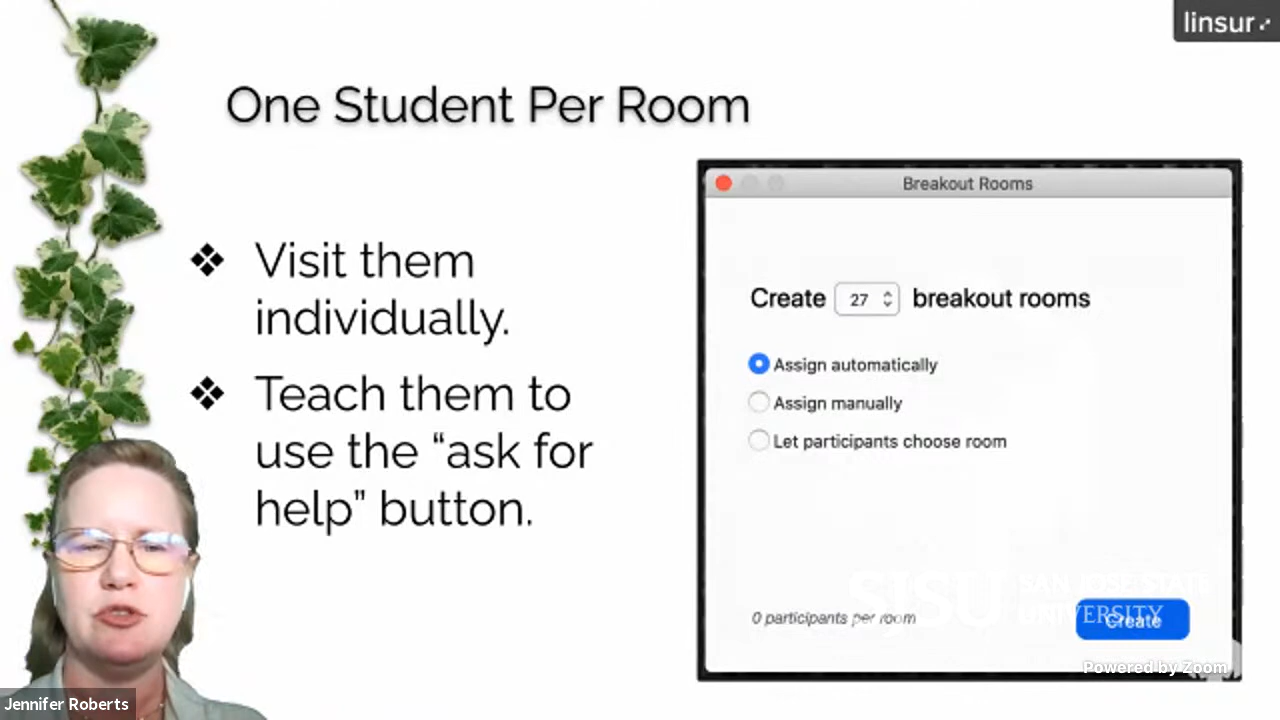 linsur
One Student Per Room
❖ Visit them
individually.
❖ Teach them to
use the “ask for
help” button.
Breakout Rooms
Create 27 breakout rooms
Assign automatically
Assign manually
Let participants choose room
0 participants per room
Create
SJSU SAN JOSÉ STATE
UNIVERSITY
Powered by Zoom
Jennifer Roberts